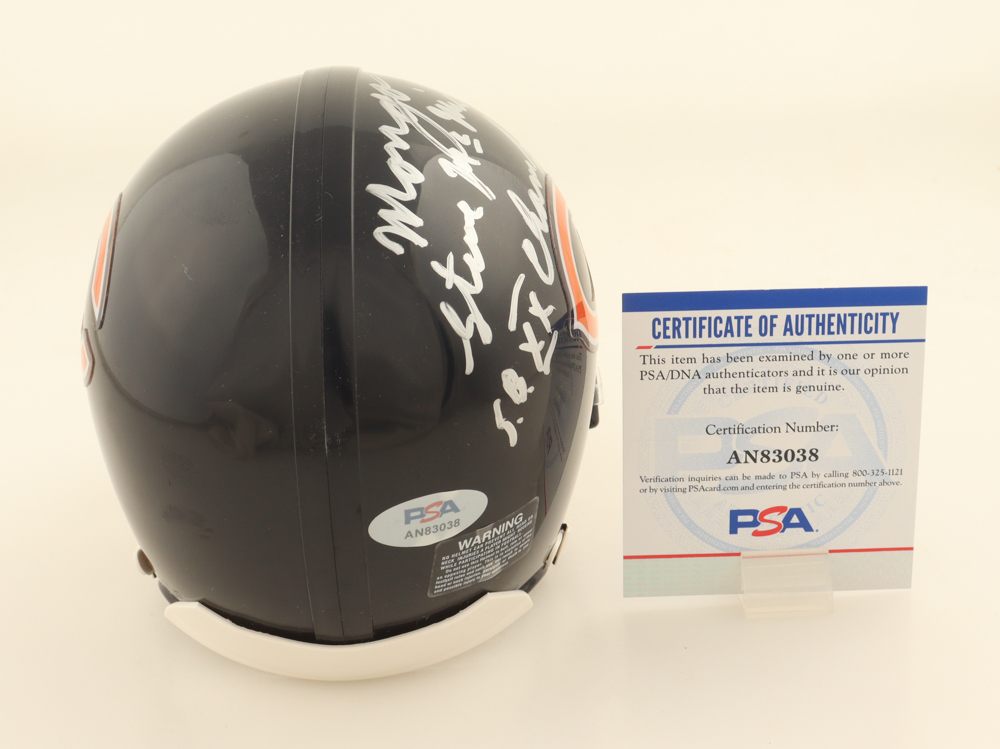 Mongo
Steve
S.B. XX Champ
PSA
AN83038
WARNING
CERTIFICATE OF AUTHENTICITY
This item has been examined by one or more
PSA/DNA authenticators and it is our opinion
that the item is genuine.
Certification Number:
AN83038
Verification inquiries can be made to PSA by calling 800-325-1121
or by visiting PSAcard.com and entering the certification number above.
PSA